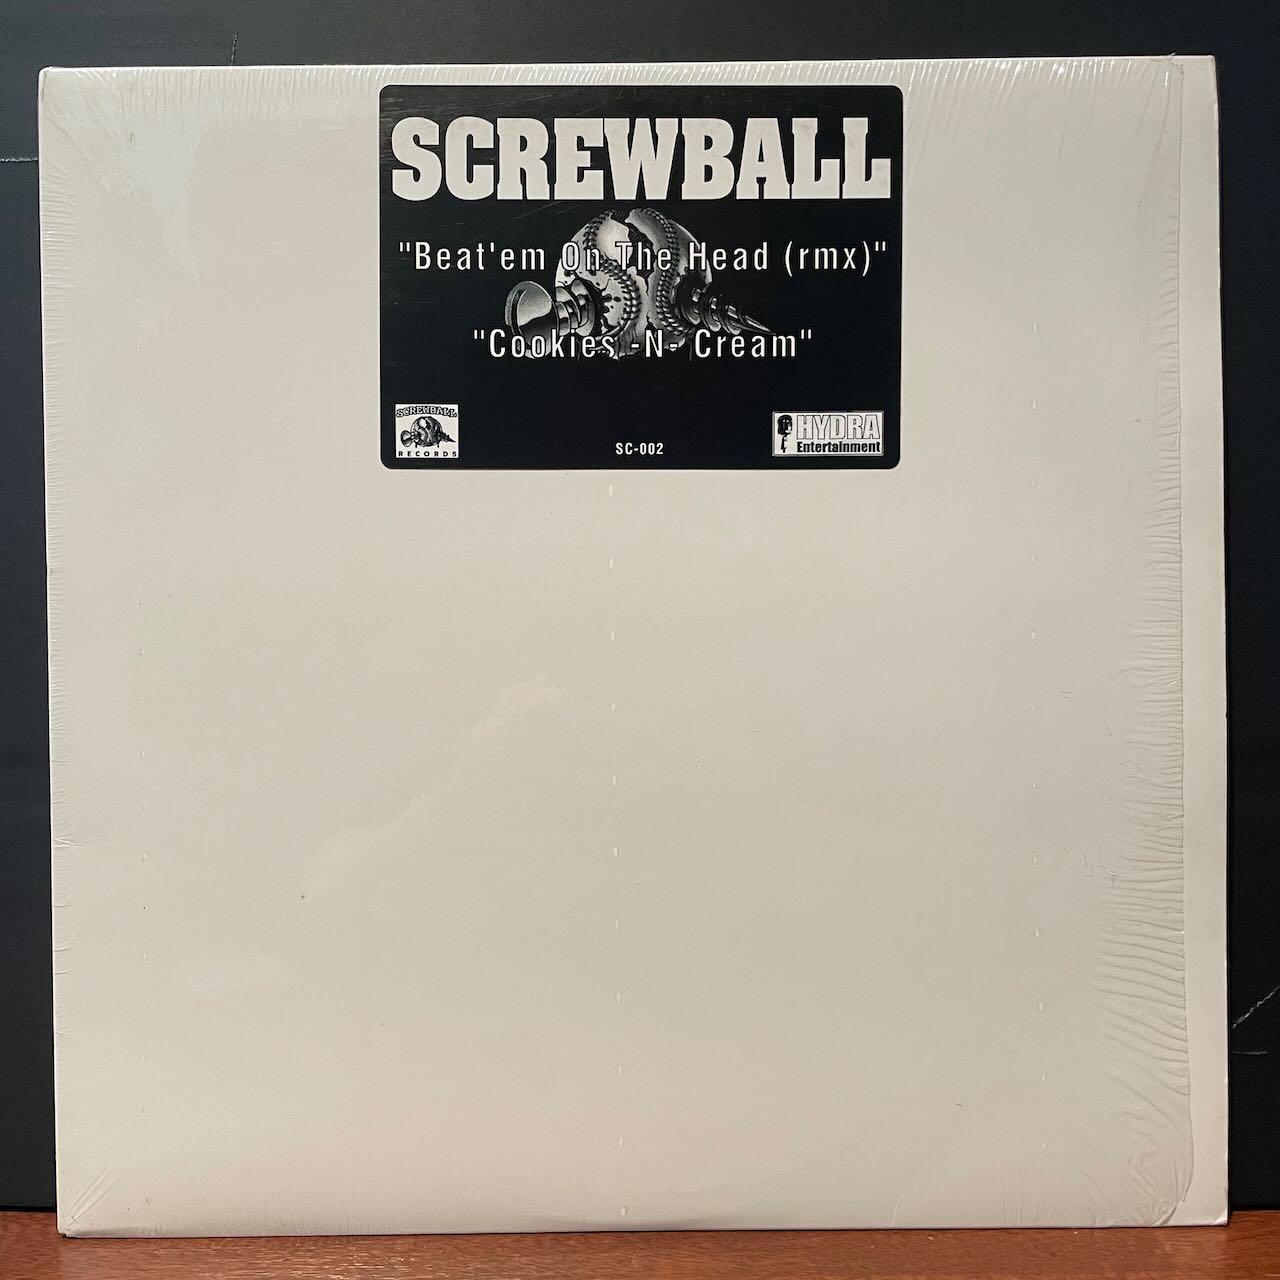 SCREWBALL
"Beat'em On The Head (rmx)"
"Cookies -N- Cream"
SCREWBALL
RECORDS
SC-002
HYDRA
Entertainment